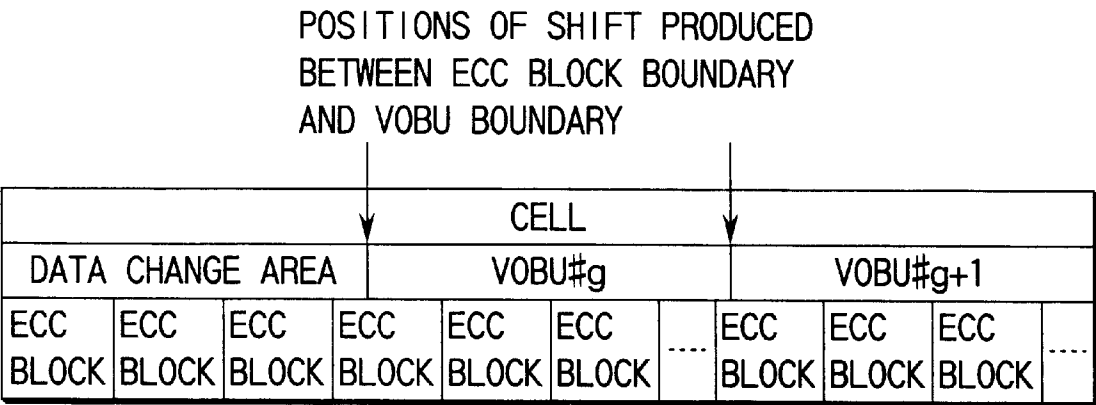 POSITIONS OF SHIFT PRODUCED
BETWEEN ECC BLOCK BOUNDARY
AND VOBU BOUNDARY
CELL
DATA CHANGE AREA VOBU#g VOBU#g+1
ECC ECC ECC ECC ECC ECC ..... ECC ECC ECC .....
BLOCK BLOCK BLOCK BLOCK BLOCK BLOCK BLOCK BLOCK BLOCK